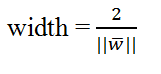 width = 2 / ||w̅||